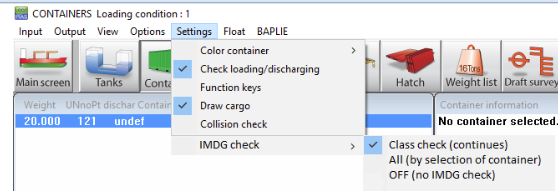 CONTAINERS Loading condition : 1
Input Output View Options Settings Float BAPLIE
Color container
Check loading/discharging
Function keys
Draw cargo
Collision check
IMDG check
Class check (continues)
All (by selection of container)
OFF (no IMDG check)
Main screen Tanks Conta Hatch Weight list Draft survey
16Tons
Weight UNnoPt dischar Contain
20.000 121 undef
Container information
No container selected.